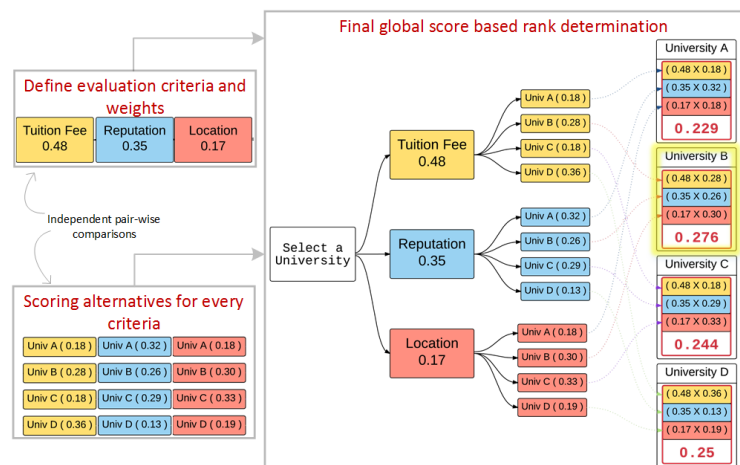 Final global score based rank determination
Define evaluation criteria and
weights
Tuition Fee
0.48
Reputation
0.35
Location
0.17
Independent pair-wise
comparisons
Scoring alternatives for every
criteria
Univ A ( 0.18) Univ A ( 0.32) Univ A ( 0.18)
Univ B ( 0.28) Univ B ( 0.26) Univ B ( 0.30)
Univ C ( 0.18) Univ C ( 0.29) Univ C ( 0.33)
Univ D ( 0.36) Univ D ( 0.13) Univ D ( 0.19)
Select a
University
Tuition Fee
0.48
Reputation
0.35
Location
0.17
Univ A ( 0.18)
Univ B ( 0.28)
Univ C ( 0.18)
Univ D ( 0.36)
Univ A ( 0.32)
Univ B ( 0.26)
Univ C ( 0.29)
Univ D ( 0.13)
Univ A ( 0.18)
Univ B ( 0.30)
Univ C ( 0.33)
Univ D ( 0.19)
University A
( 0.48 X 0.18)
( 0.35 X 0.32)
( 0.17 X 0.18)
0.229
University B
(0.48 X 0.28)
(0.35 X 0.26)
(0.17 X 0.30)
0.276
University C
(0.48 X 0.18)
(0.35 X 0.29)
(0.17 X 0.33)
0.244
University D
(0.48 X 0.36)
(0.35 X 0.13)
(0.17 X 0.19)
0.25